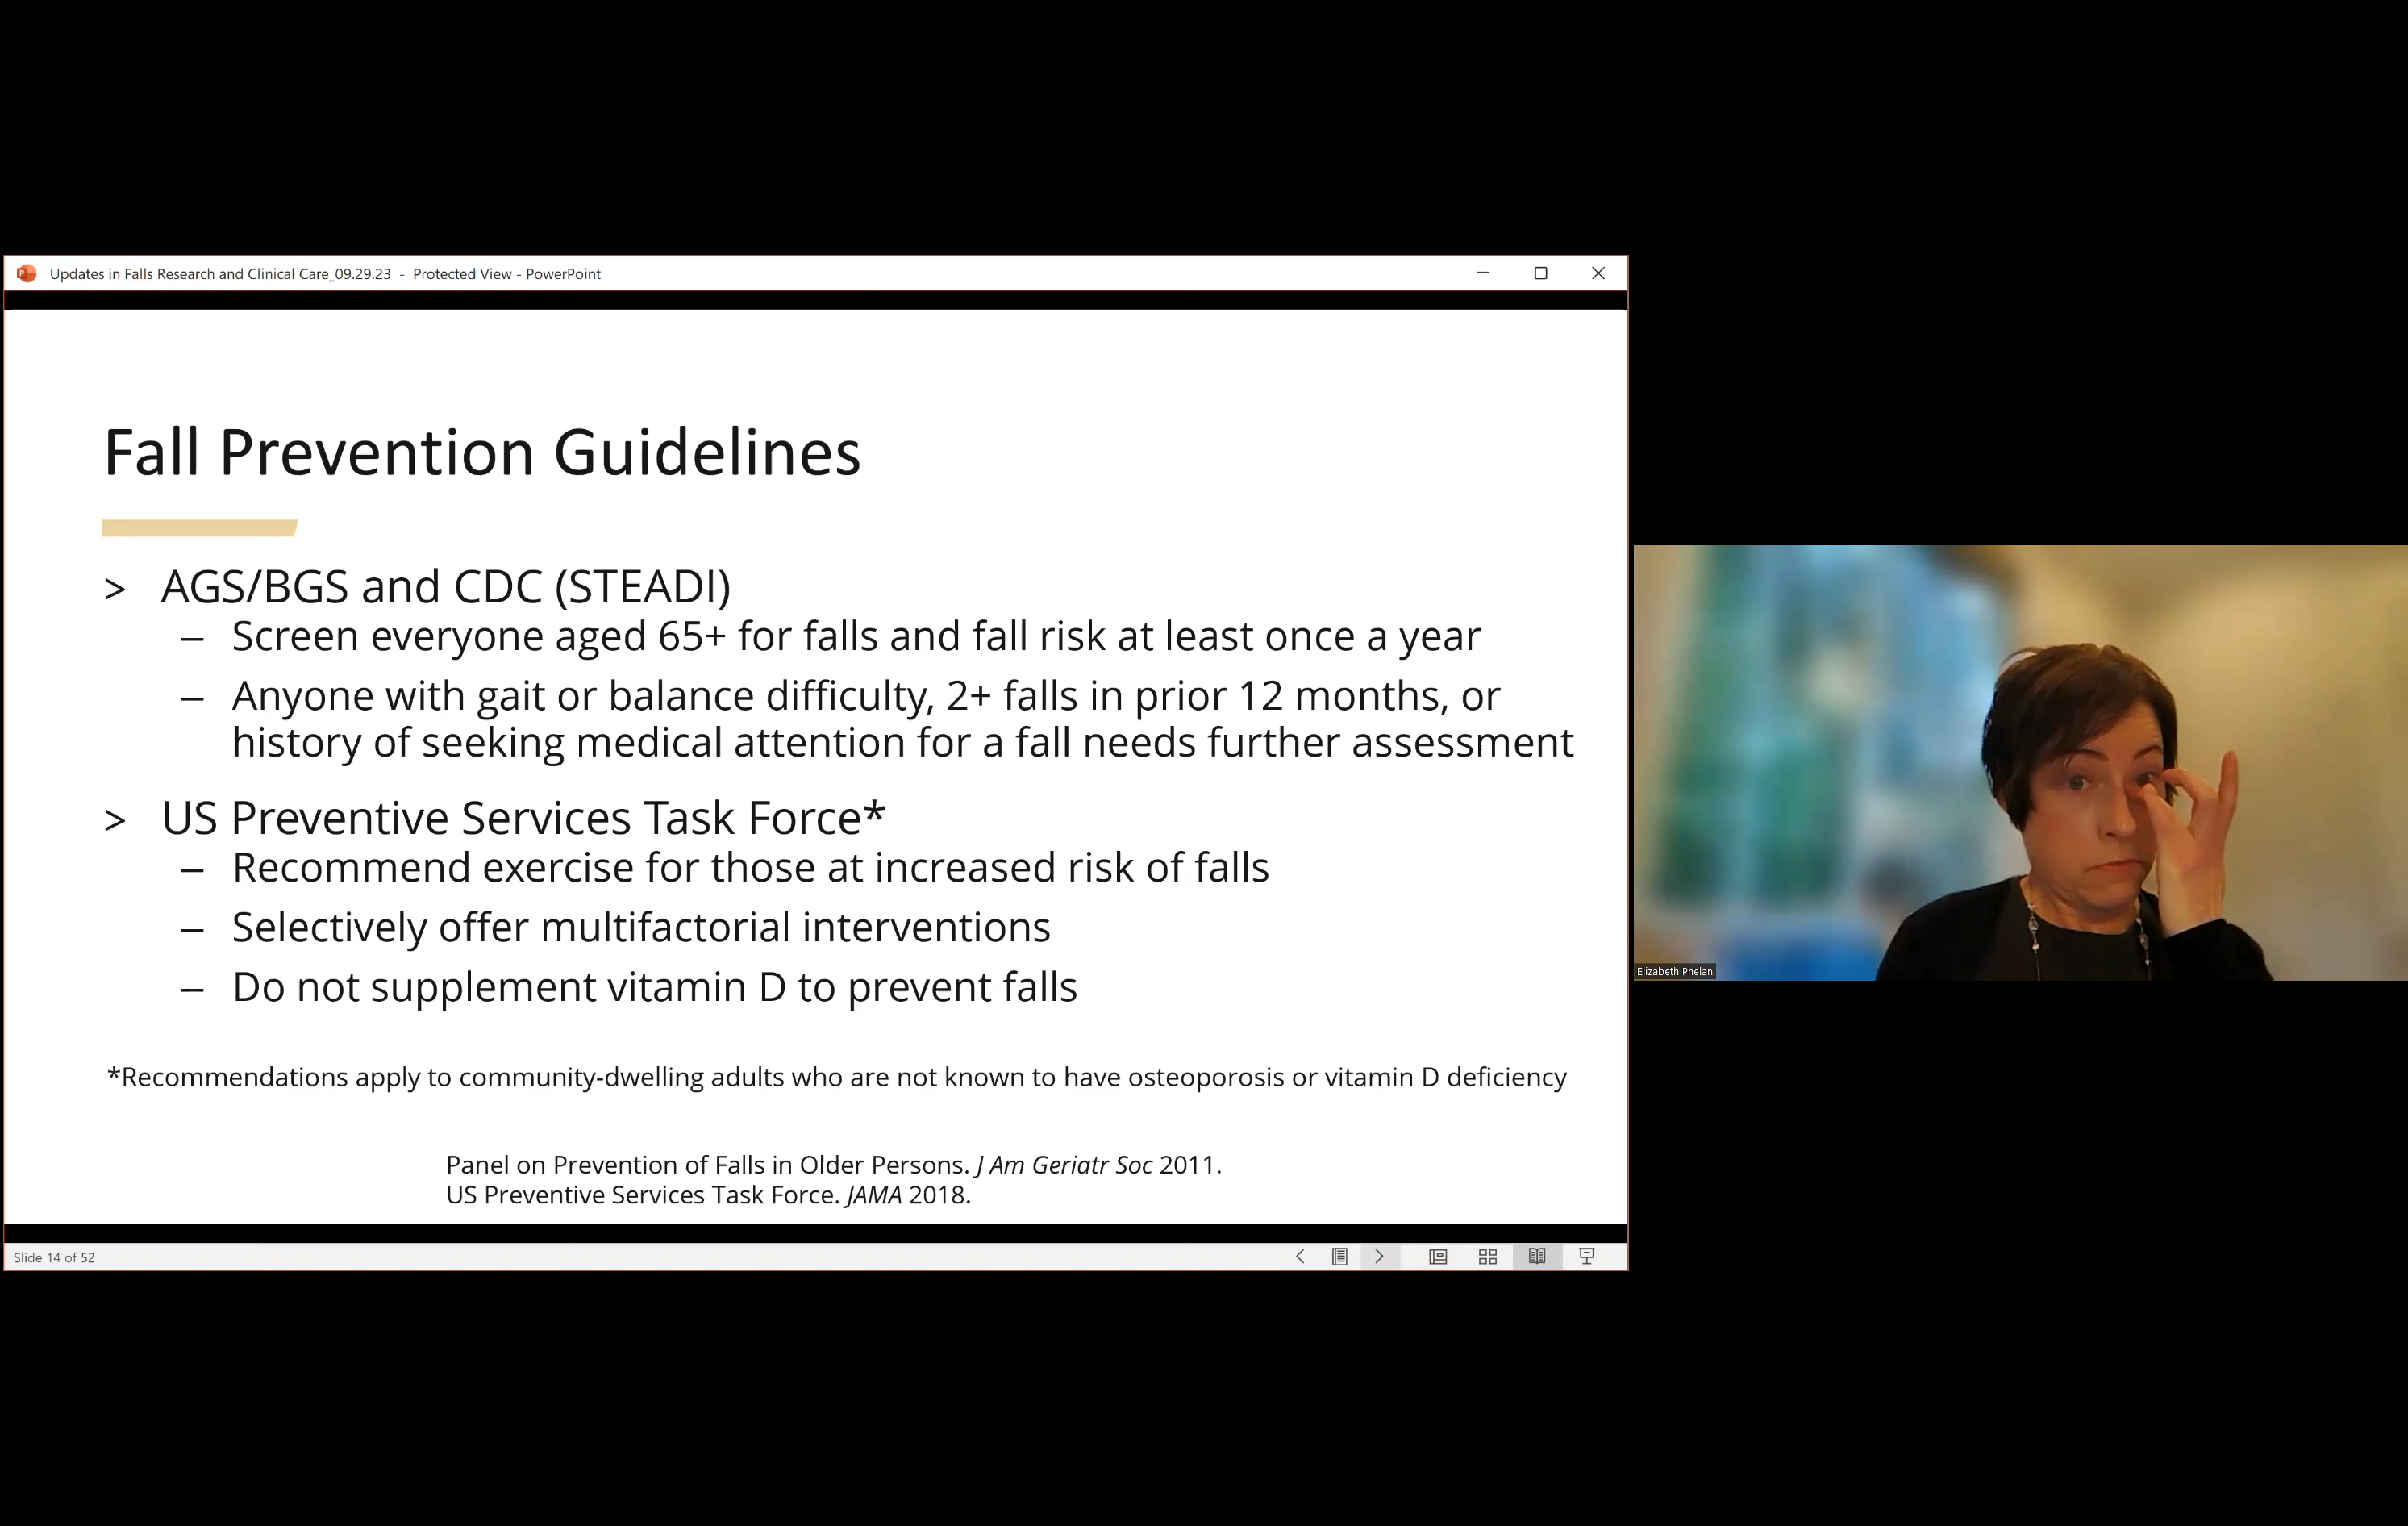 Updates in Falls Research and Clinical Care_09.29.23 - Protected View - PowerPoint
Fall Prevention Guidelines
> AGS/BGS and CDC (STEADI)
– Screen everyone aged 65+ for falls and fall risk at least once a year
– Anyone with gait or balance difficulty, 2+ falls in prior 12 months, or
history of seeking medical attention for a fall needs further assessment
> US Preventive Services Task Force*
– Recommend exercise for those at increased risk of falls
– Selectively offer multifactorial interventions
– Do not supplement vitamin D to prevent falls
*Recommendations apply to community-dwelling adults who are not known to have osteoporosis or vitamin D deficiency
Panel on Prevention of Falls in Older Persons. J Am Geriatr Soc 2011.
US Preventive Services Task Force. JAMA 2018.
Slide 14 of 52
Elizabeth Phelan